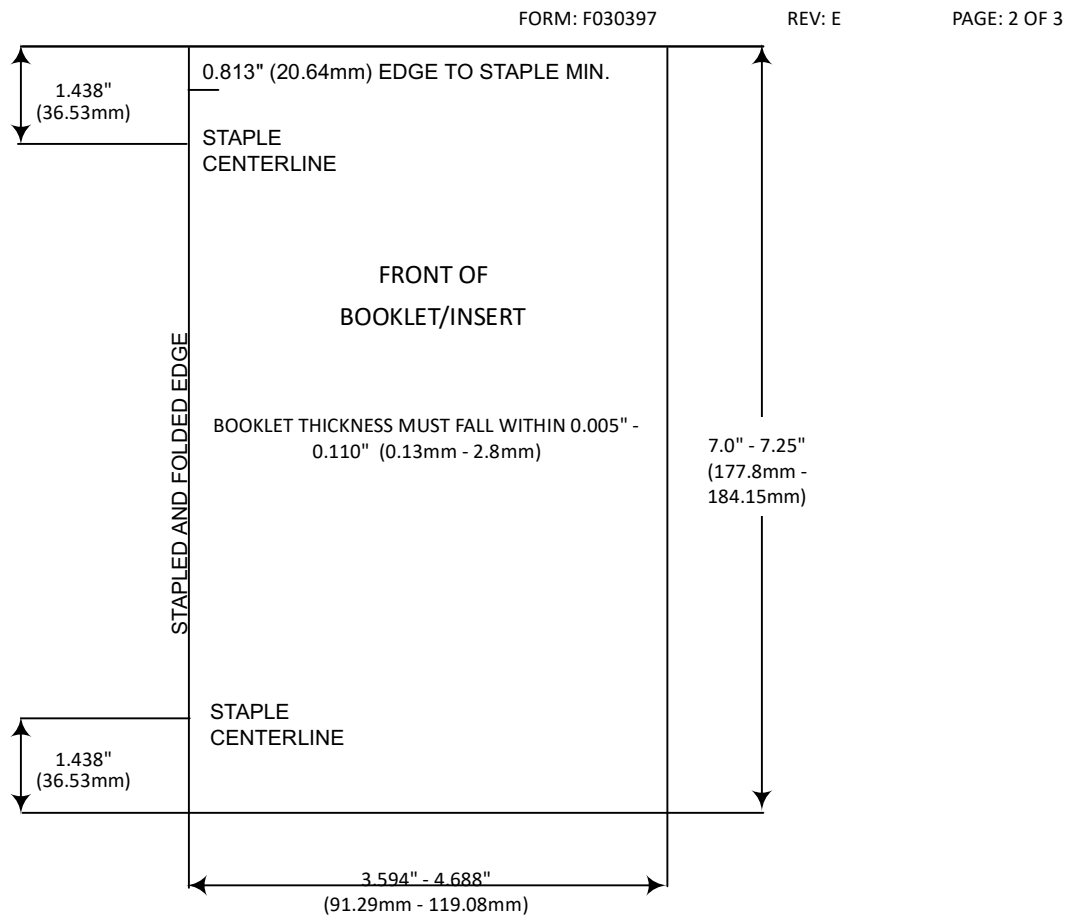 FORM: F030397 REV: E PAGE: 2 OF 3
0.813" (20.64mm) EDGE TO STAPLE MIN.
1.438"
(36.53mm)
STAPLE
CENTERLINE
FRONT OF
BOOKLET/INSERT
STAPLED AND FOLDED EDGE
BOOKLET THICKNESS MUST FALL WITHIN 0.005" -
0.110" (0.13mm - 2.8mm)
7.0" - 7.25"
(177.8mm -
184.15mm)
STAPLE
CENTERLINE
1.438"
(36.53mm)
3.594" - 4.688"
(91.29mm - 119.08mm)